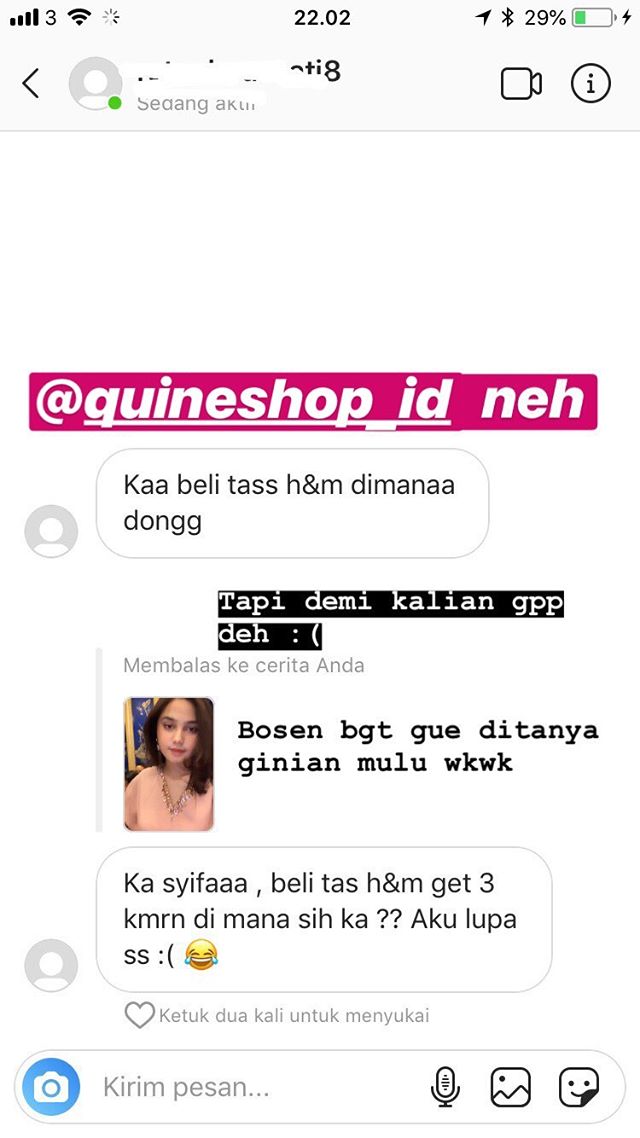 3
22.02
29%
Sedang aktif
@quineshop_id neh
Kaa beli tass h&m dimanaa
dongg
Tapi demi kalian gpp
deh :(
Membalas ke cerita Anda
Bosen bgt gue ditanya
ginian mulu wkwk
Ka syifaaa , beli tas h&m get 3
kmrn di mana sih ka ?? Aku lupa
ss :( 😂
Ketuk dua kali untuk menyukai
Kirim pesan...